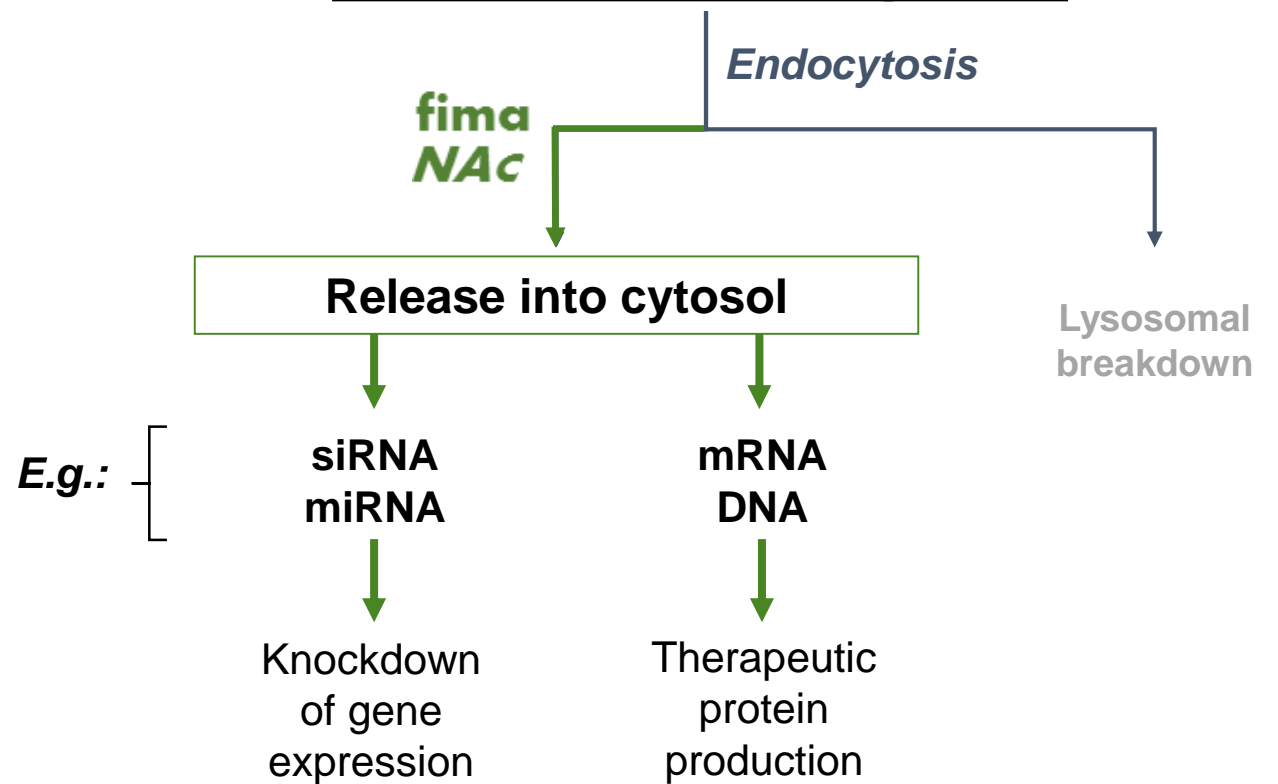 Endocytosis
fima
NAc
Release into cytosol
Lysosomal
breakdown
E.g.:
siRNA
miRNA
mRNA
DNA
Knockdown
of gene
expression
Therapeutic
protein
production